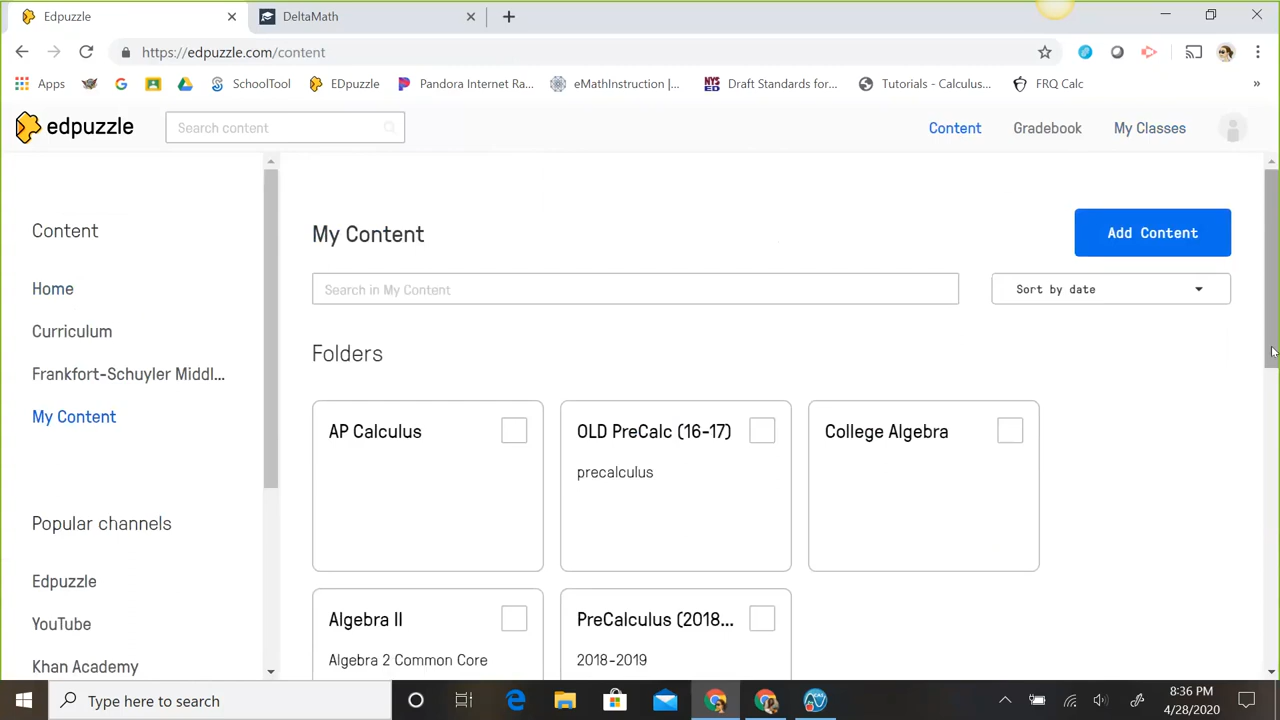 Edpuzzle
DeltaMath
https://edpuzzle.com/content
Apps
SchoolTool
EDpuzzle
Pandora Internet Ra...
eMathInstruction |...
NYS
ED
Draft Standards for...
Tutorials - Calculus...
FRQ Calc
»
edpuzzle
Search content
Content
Gradebook
My Classes
Content
Home
Curriculum
Frankfort-Schuyler Middl...
My Content
Popular channels
Edpuzzle
YouTube
Khan Academy
My Content
Add Content
Search in My Content
Sort by date
Folders
AP Calculus
OLD PreCalc (16-17)
precalculus
College Algebra
Algebra II
Algebra 2 Common Core
PreCalculus (2018...
2018-2019
Type here to search
8:36 PM
4/28/2020